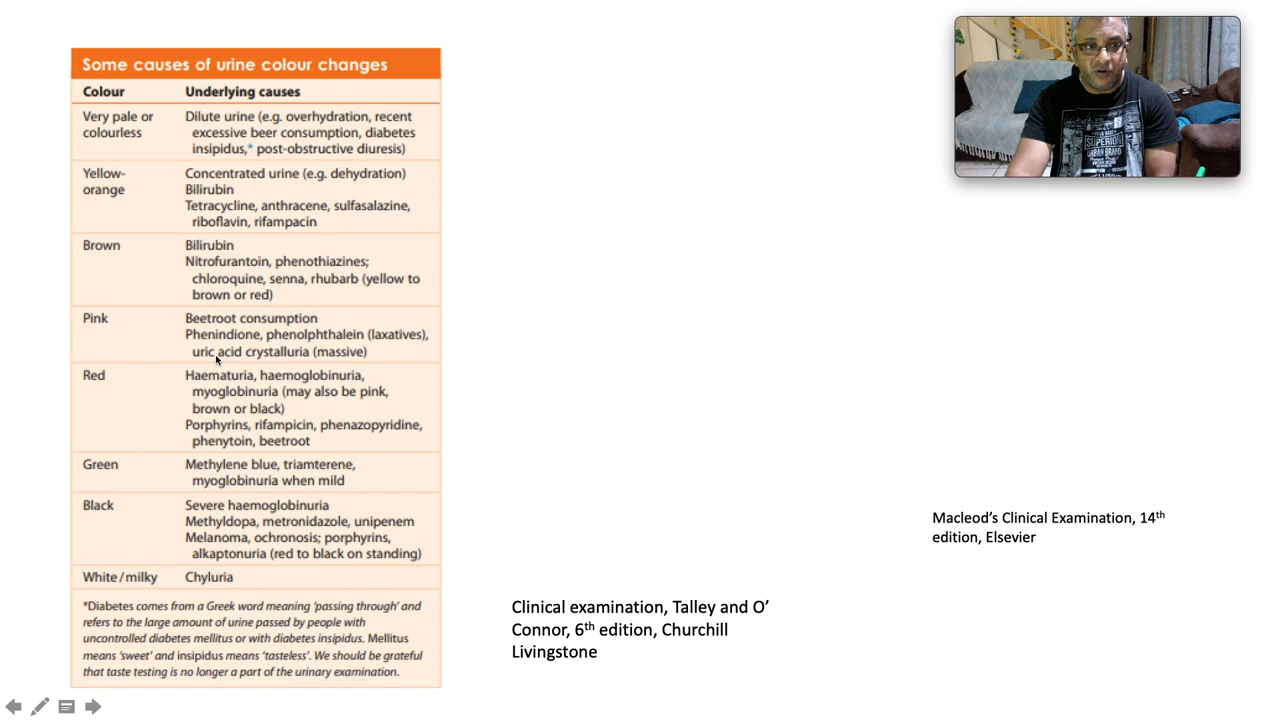 Some causes of urine colour changes
Colour Underlying causes
Very pale or colourless Dilute urine (e.g. overhydration, recent
excessive beer consumption, diabetes
insipidus,* post-obstructive diuresis)
Yellow-orange Concentrated urine (e.g. dehydration)
Bilirubin
Tetracycline, anthracene, sulfasalazine,
riboflavin, rifampacin
Brown Bilirubin
Nitrofurantoin, phenothiazines;
chloroquine, senna, rhubarb (yellow to
brown or red)
Pink Beetroot consumption
Phenindione, phenolphthalein (laxatives),
uric acid crystalluria (massive)
Red Haematuria, haemoglobinuria,
myoglobinuria (may also be pink,
brown or black)
Porphyrins, rifampicin, phenazopyridine,
phenytoin, beetroot
Green Methylene blue, triamterene,
myoglobinuria when mild
Black Severe haemoglobinuria
Methyldopa, metronidazole, unipenem
Melanoma, ochronosis; porphyrins,
alkaptonuria (red to black on standing)
White/milky Chyluria
*Diabetes comes from a Greek word meaning ‘passing through’ and
refers to the large amount of urine passed by people with
uncontrolled diabetes mellitus or with diabetes insipidus. Mellitus
means ‘sweet’ and insipidus means ‘tasteless’. We should be grateful
that taste testing is no longer a part of the urinary examination.
Clinical examination, Talley and O’
Connor, 6th edition, Churchill
Livingstone
Macleod’s Clinical Examination, 14th
edition, Elsevier
SUPERIOR
URBAN BRAND